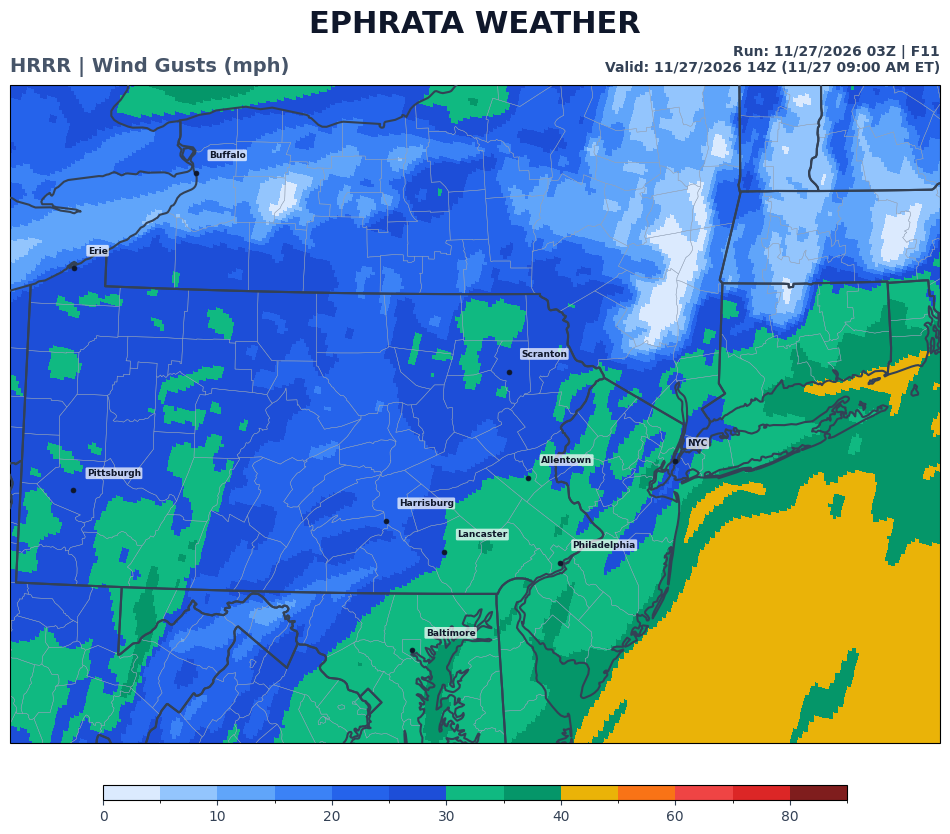 EPHRATA WEATHER
Run: 11/27/2026 03Z | F11
HRRR | Wind Gusts (mph)
Valid: 11/27/2026 14Z (11/27 09:00 AM ET)
Buffalo
Erie
Scranton
NYC
Allentown
Pittsburgh
Harrisburg
Lancaster
Philadelphia
Baltimore
0 10 20 30 40 50 60 70 80